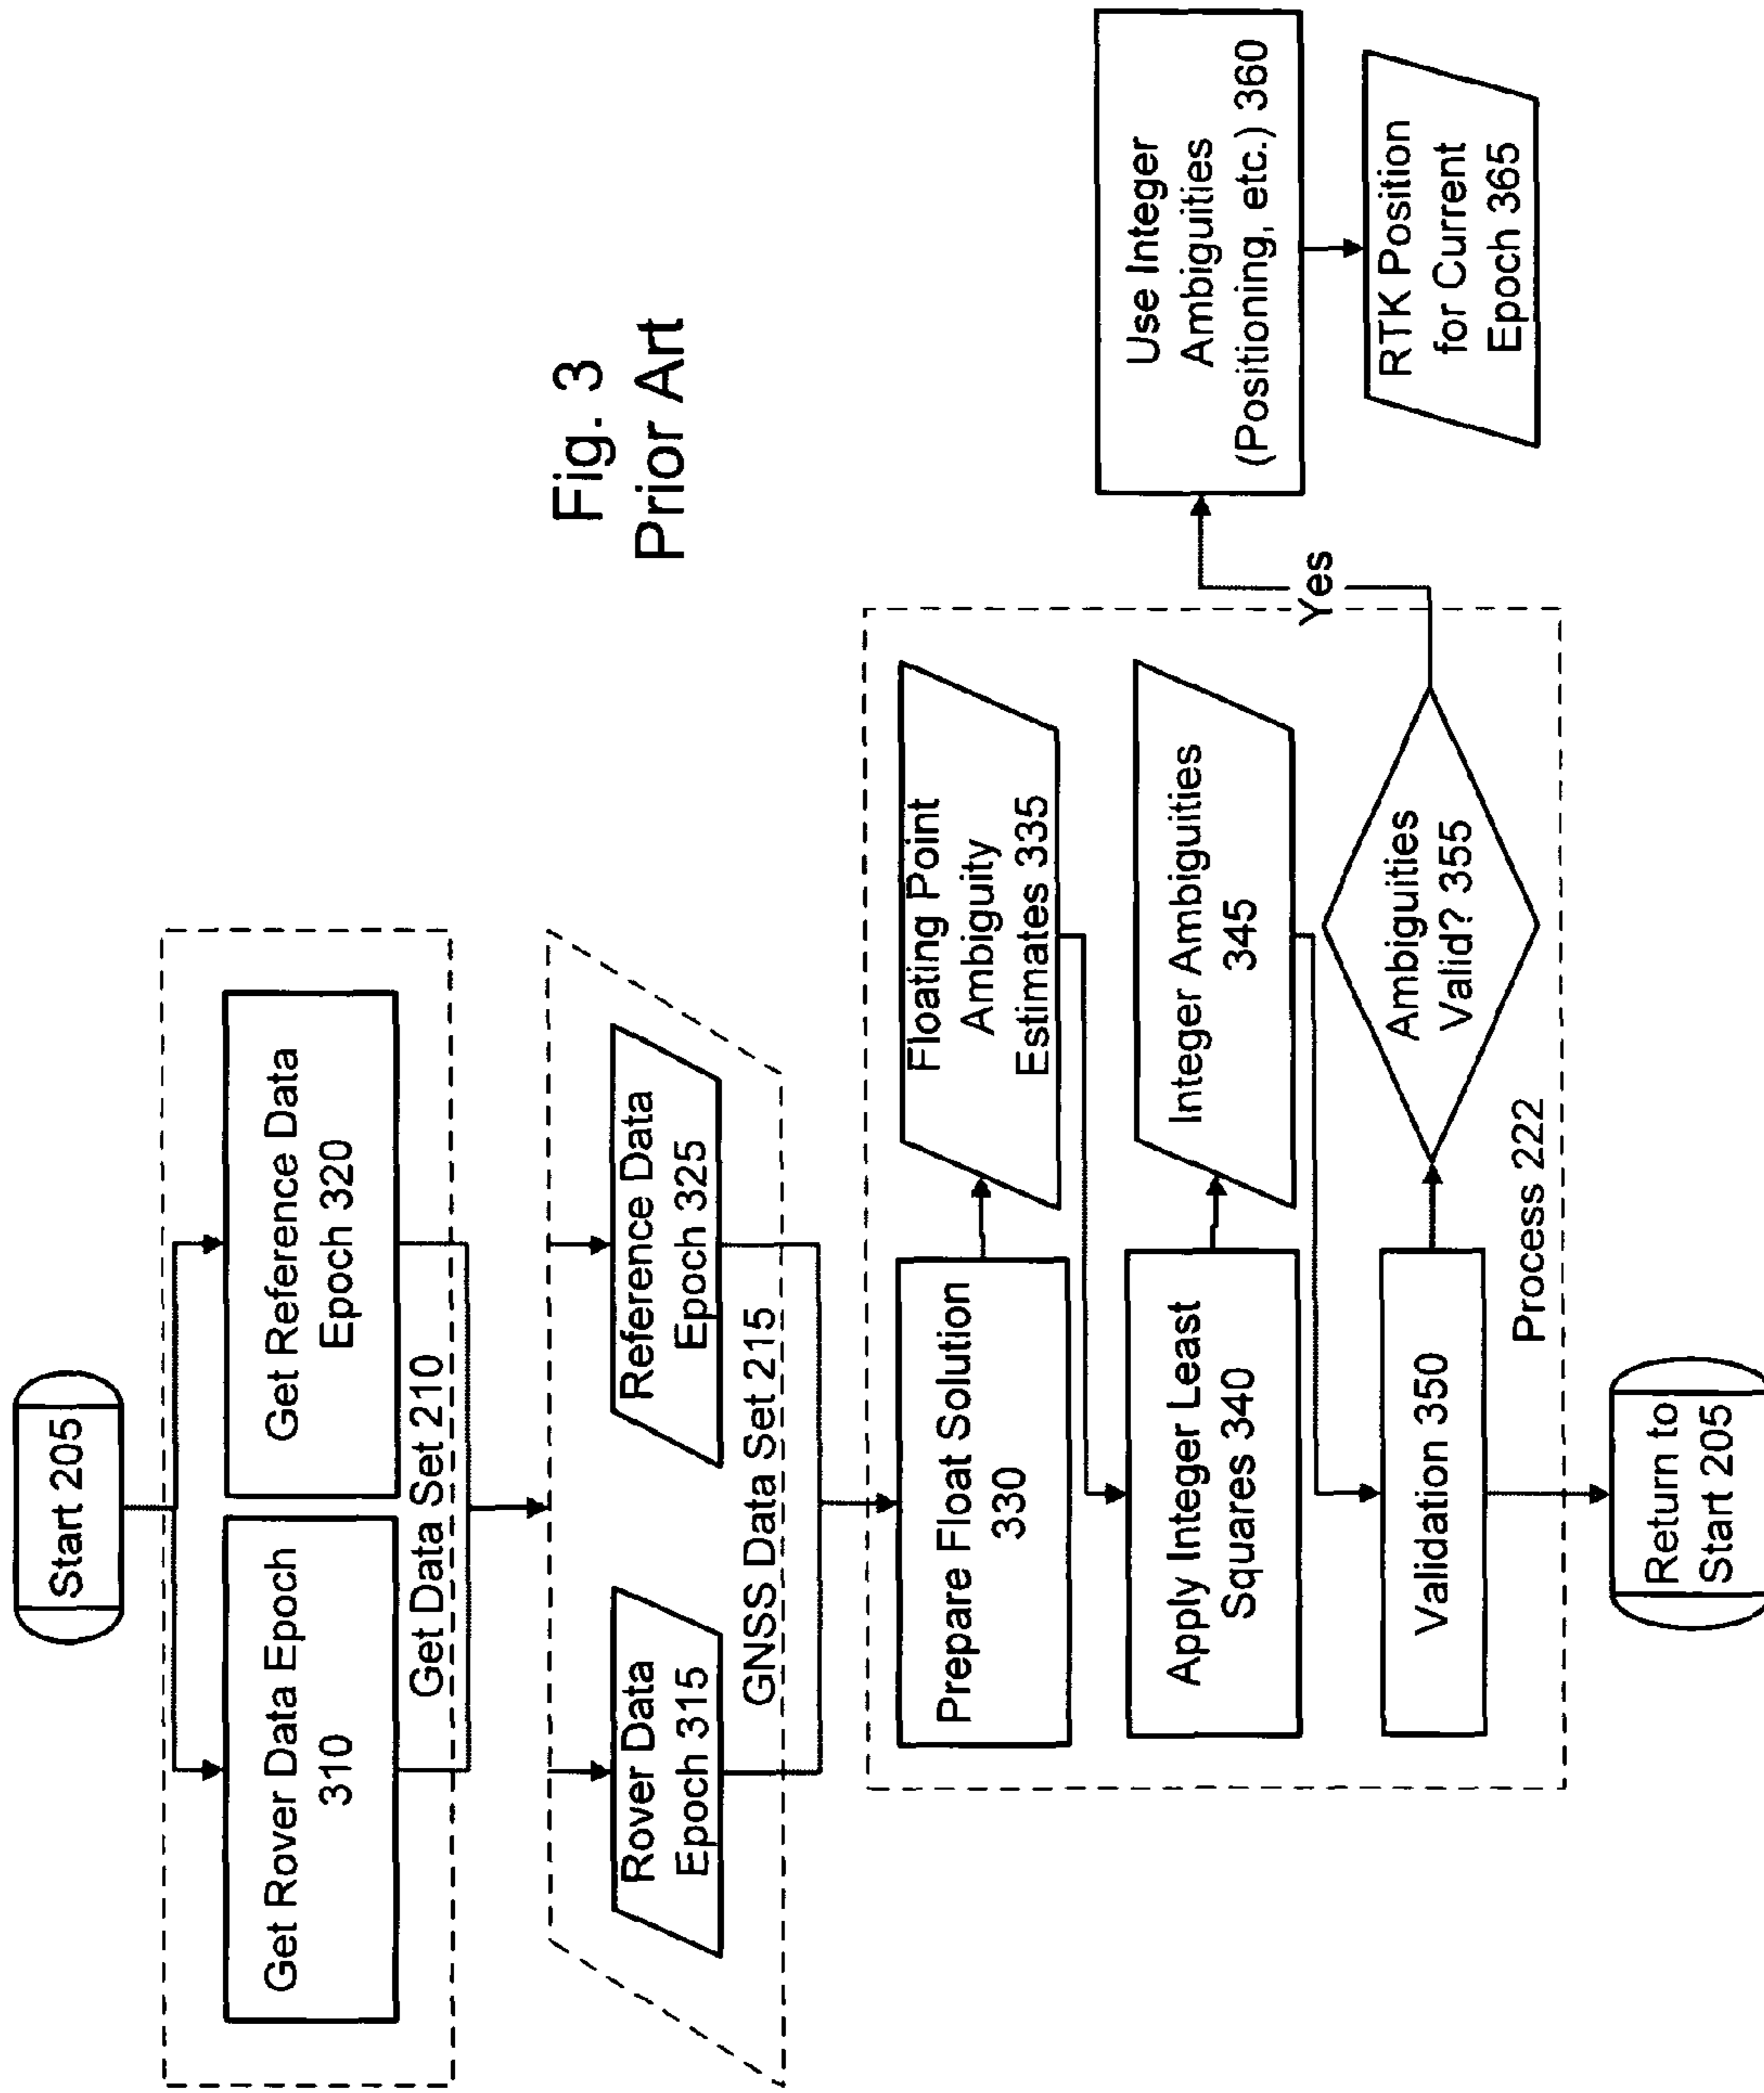 Start 205
Get Rover Data Epoch
310
Get Reference Data
Epoch 320
Get Data Set 210
Rover Data
Epoch 315
Reference Data
Epoch 325
GNSS Data Set 215
Fig. 3
Prior Art
Prepare Float Solution
330
Floating Point
Ambiguity
Estimates 335
Apply Integer Least
Squares 340
Integer Ambiguities
345
Validation 350
Ambiguities
Valid? 355
Yes
Process 222
Use Integer
Ambiguities
(Positioning, etc.) 360
RTK Position
for Current
Epoch 365
Return to
Start 205